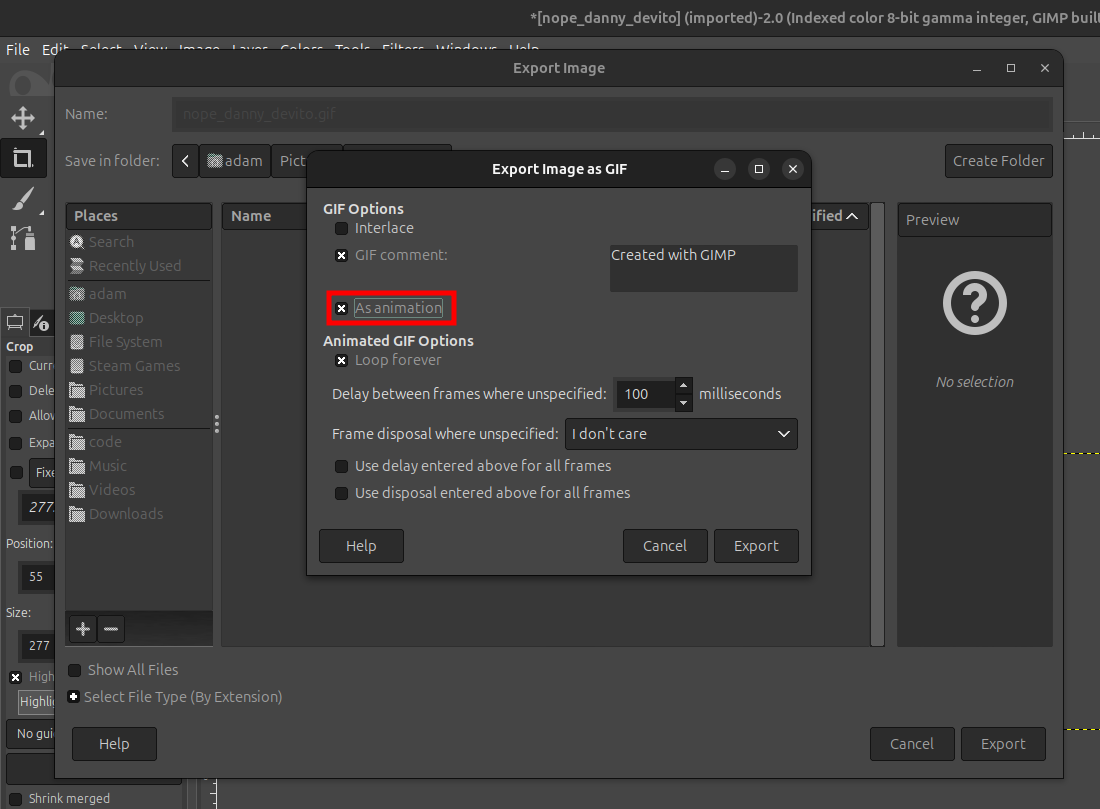 *[nope_danny_devito] (imported)-2.0 (Indexed color 8-bit gamma integer, GIMP buil
File Edit Select View Image Layer Colors Tools Filters Windows Help
Export Image
Name: nope_danny_devito.gif
Save in folder: adam Pict Create Folder
Export Image as GIF
Places Name ified Preview
GIF Options
Interlace
GIF comment: Created with GIMP
As animation
Animated GIF Options
Loop forever
Delay between frames where unspecified: 100 milliseconds
Frame disposal where unspecified: I don't care
Use delay entered above for all frames
Use disposal entered above for all frames
Help Cancel Export
Search
Recently Used
adam
Desktop
File System
Steam Games
Pictures
Documents
code
Music
Videos
Downloads
No selection
Show All Files
Select File Type (By Extension)
Help Cancel Export
Crop
Curr
Dele
Allow
Expa
Fixe
277.
Position:
55
Size:
277
High
Highlig
No gui
Shrink merged